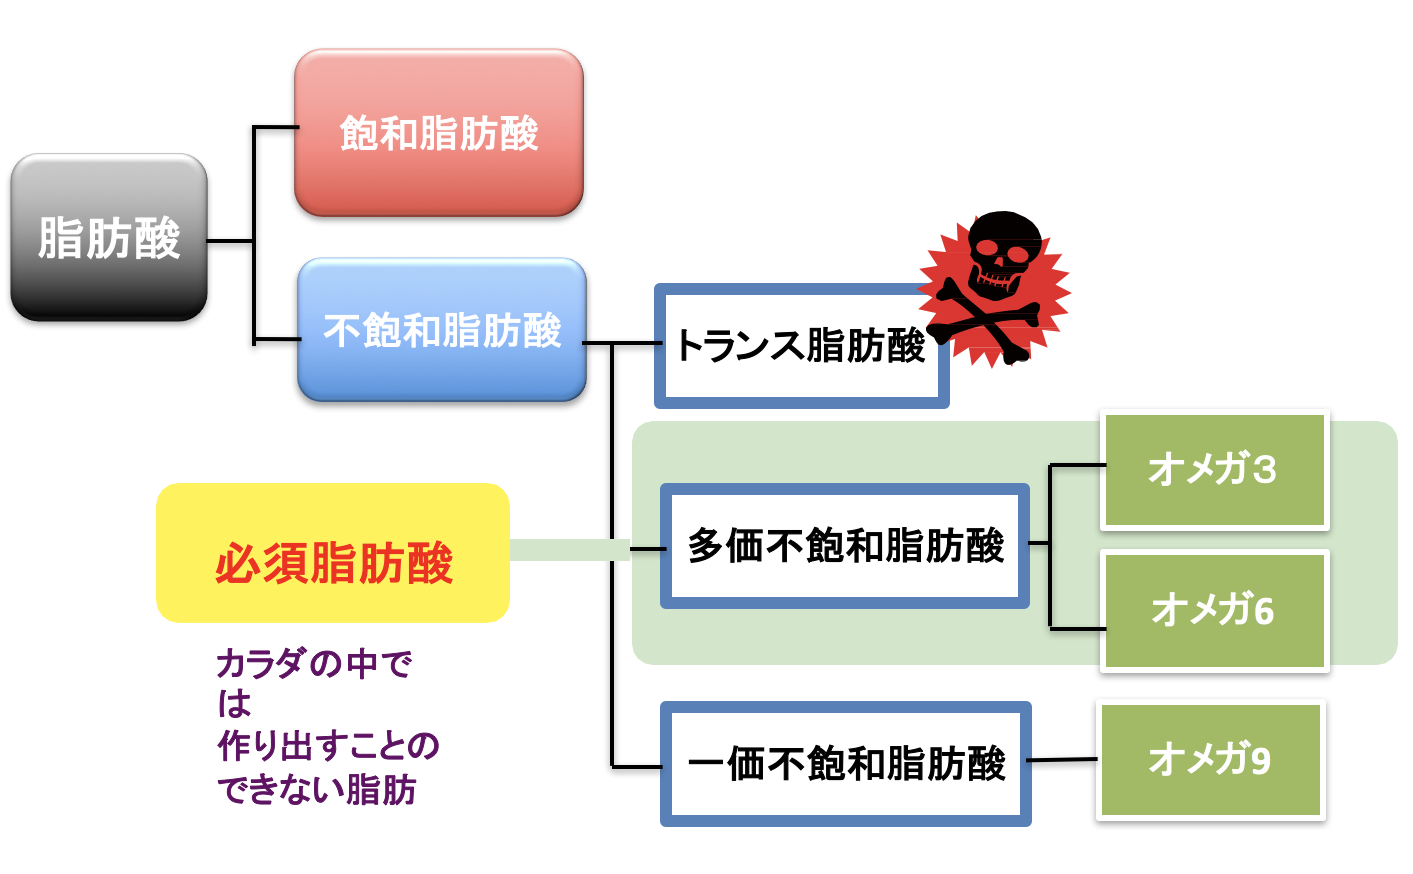 飽和脂肪酸
脂肪酸
不飽和脂肪酸
トランス脂肪酸
オメガ３
必須脂肪酸
多価不飽和脂肪酸
オメガ6
カラダの中で
は
作り出すことの
できない脂肪
一価不飽和脂肪酸
オメガ9